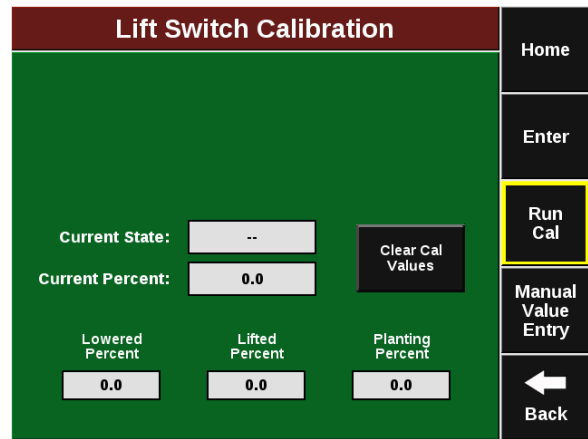 Lift Switch Calibration
Home
Enter
Run
Cal
Manual
Value
Entry
Back
Current State:
--
Clear Cal
Values
Current Percent:
0.0
Lowered
Percent
Lifted
Percent
Planting
Percent
0.0
0.0
0.0